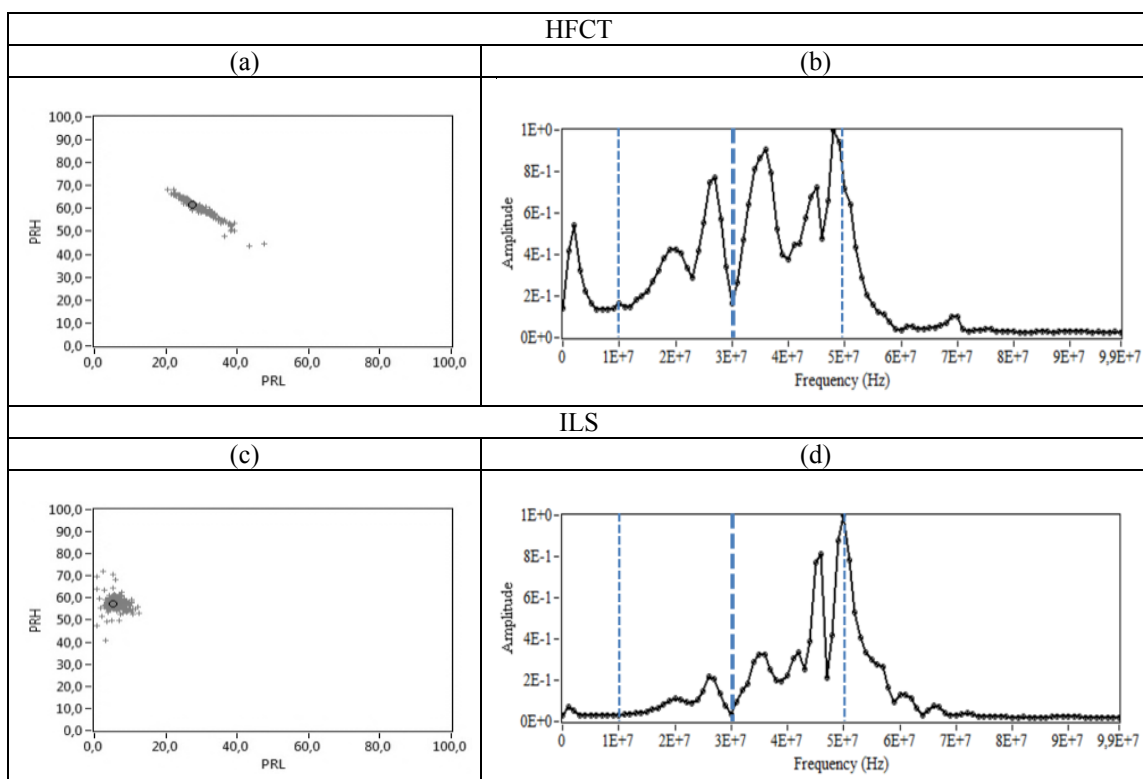 HFCT
(a)
(b)
100,0
90,0
80,0
70,0
60,0
50,0
40,0
30,0
20,0
10,0
0,0
PRH
0,0 20,0 40,0 60,0 80,0 100,0
PRL
1E+0
8E-1
6E-1
4E-1
2E-1
0E+0
Amplitude
0 1E+7 2E+7 3E+7 4E+7 5E+7 6E+7 7E+7 8E+7 9,9E+7
Frequency (Hz)
ILS
(c)
(d)
100,0
90,0
80,0
70,0
60,0
50,0
40,0
30,0
20,0
10,0
0,0
PRH
0,0 20,0 40,0 60,0 80,0 100,0
PRL
1E+0
8E-1
6E-1
4E-1
2E-1
0E+0
Amplitude
0 1E+7 2E+7 3E+7 4E+7 5E+7 6E+7 7E+7 8E+7 9,9E+7
Frequency (Hz)